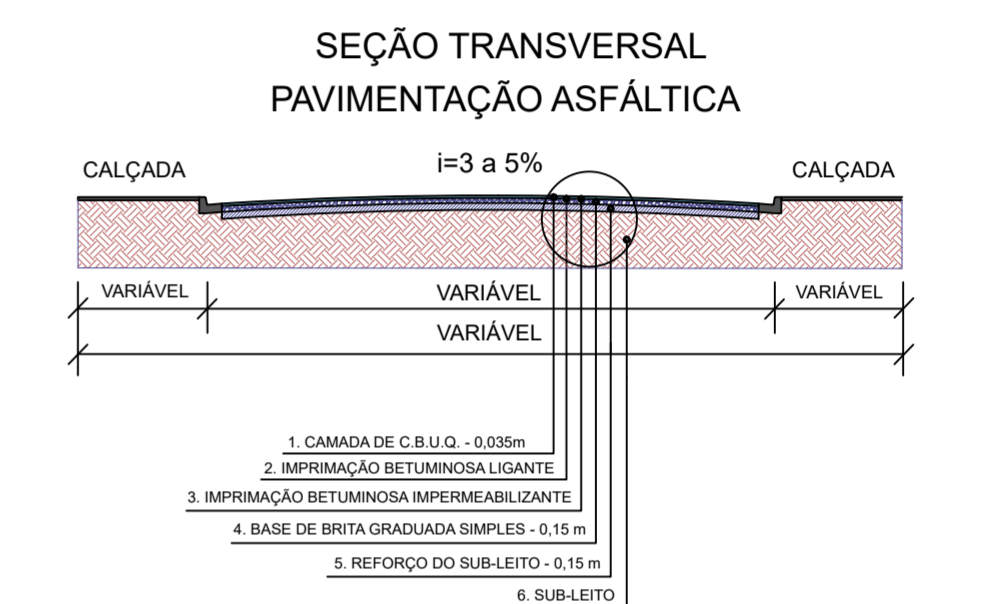 SEÇÃO TRANSVERSAL
PAVIMENTAÇÃO ASFÁLTICA
CALÇADA
i=3 a 5%
CALÇADA
VARIÁVEL
VARIÁVEL
VARIÁVEL
VARIÁVEL
1. CAMADA DE C.B.U.Q. - 0,035m
2. IMPRIMAÇÃO BETUMINOSA LIGANTE
3. IMPRIMAÇÃO BETUMINOSA IMPERMEABILIZANTE
4. BASE DE BRITA GRADUADA SIMPLES - 0,15 m
5. REFORÇO DO SUB-LEITO - 0,15 m
6. SUB-LEITO